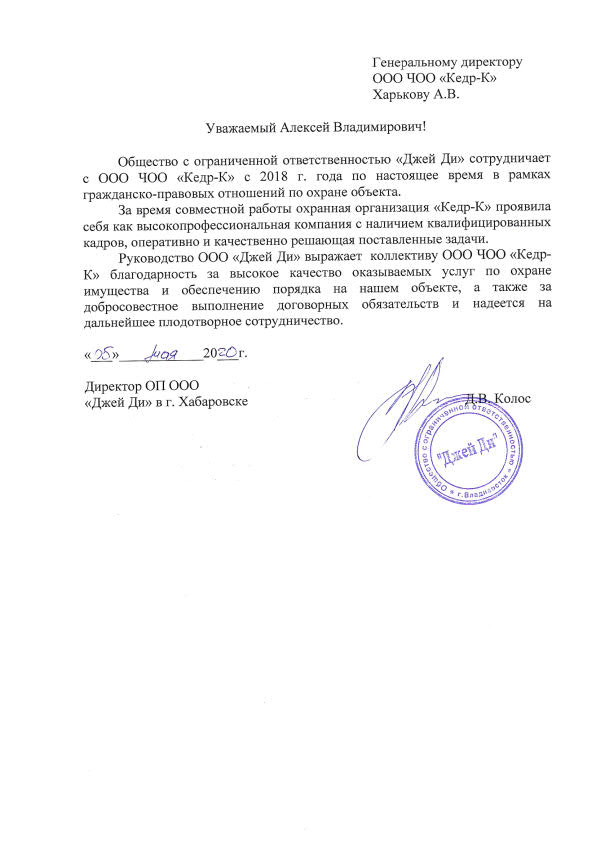 Генеральному директору
ООО ЧОО «Кедр-К»
Харькову А.В.
Уважаемый Алексей Владимирович!
Общество с ограниченной ответственностью «Джей Ди» сотрудничает
с ООО ЧОО «Кедр-К» с 2018 г. года по настоящее время в рамках
гражданско-правовых отношений по охране объекта.
За время совместной работы охранная организация «Кедр-К» проявила
себя как высокопрофессиональная компания с наличием квалифицированных
кадров, оперативно и качественно решающая поставленные задачи.
Руководство ООО «Джей Ди» выражает коллективу ООО ЧОО «Кедр-
К» благодарность за высокое качество оказываемых услуг по охране
имущества и обеспечению порядка на нашем объекте, а также за
добросовестное выполнение договорных обязательств и надеется на
дальнейшее плодотворное сотрудничество.
« » мая 2020 г.
Директор ОП ООО
«Джей Ди» в г. Хабаровске
Д.В. Колос
Общество с ограниченной ответственностью
"Джей Ди"
г. Владивосток